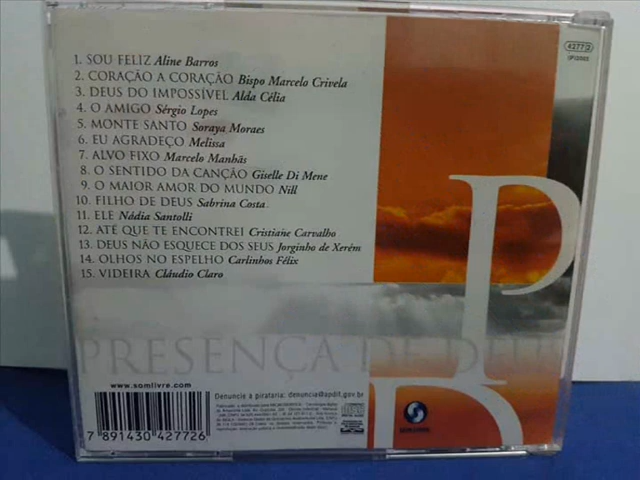 4277-2
1. SOU FELIZ Aline Barros
2. CORAÇÃO A CORAÇÃO Bispo Marcelo Crivela
3. DEUS DO IMPOSSÍVEL Alda Célia
4. O AMIGO Sérgio Lopes
5. MONTE SANTO Soraya Moraes
6. EU AGRADEÇO Melissa
7. ALVO FIXO Marcelo Manhãs
8. O SENTIDO DA CANÇÃO Giselle Di Mene
9. O MAIOR AMOR DO MUNDO Nill
10. FILHO DE DEUS Sabrina Costa
11. ELE Nádia Santolli
12. ATÉ QUE TE ENCONTREI Cristiane Carvalho
13. DEUS NÃO ESQUECE DOS SEUS Jorginho de Xerém
14. OLHOS NO ESPELHO Carlinhos Félix
15. VIDEIRA Cláudio Claro
P
PRESENÇA DE DEUS
D
www.somlivre.com
Denuncie a pirataria: denuncia@apdif.gov.br
7 891430 427726
SOM LIVRE